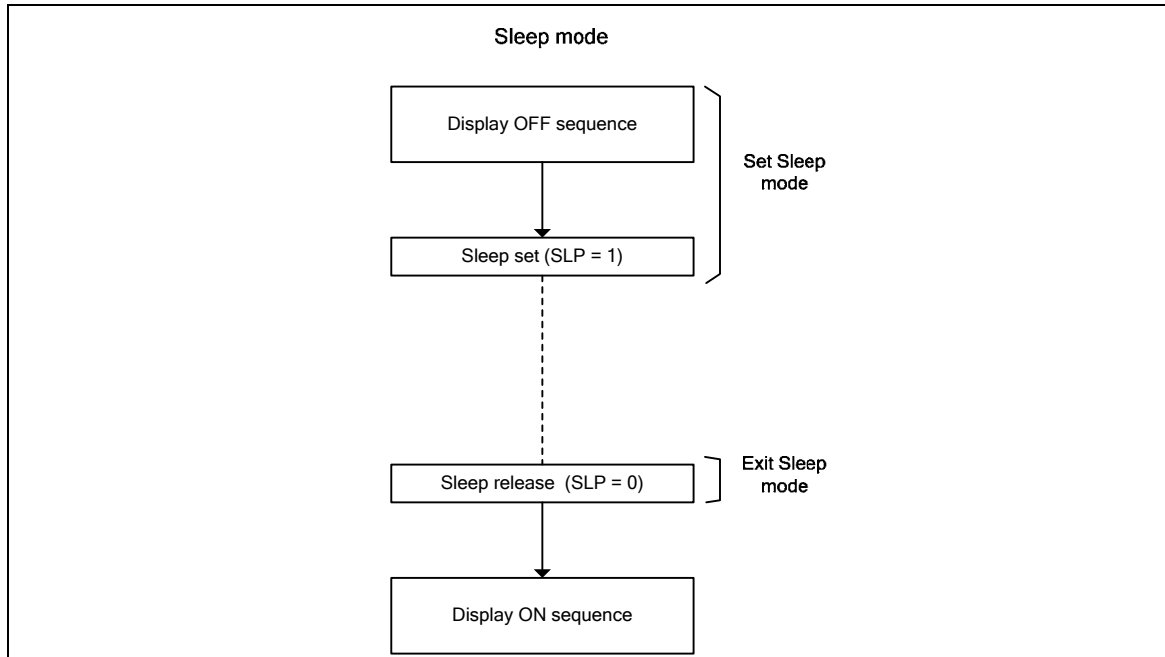 Sleep mode
Display OFF sequence
Set Sleep
mode
Sleep set (SLP = 1)
Sleep release  (SLP = 0)
Exit Sleep
mode
Display ON sequence